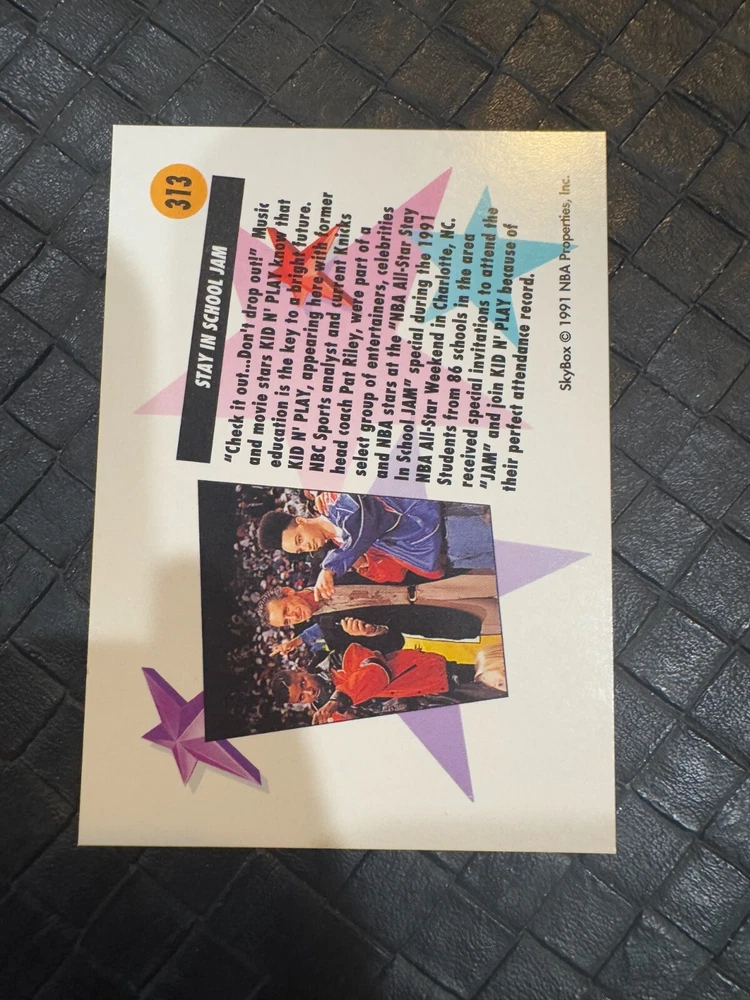 313
STAY IN SCHOOL JAM
"Check it out...Don't drop out!" Music
and movie stars KID N' PLAY know that
education is the key to a bright future.
KID N' PLAY, appearing here with former
NBC Sports analyst and current Knicks
head coach Pat Riley, were part of a
select group of entertainers, celebrities
and NBA stars at the "NBA All-Star Stay
In School JAM" special during the 1991
NBA All-Star Weekend in Charlotte, NC.
Students from 86 schools in the area
received special invitations to attend the
"JAM" and join KID N' PLAY because of
their perfect attendance record.
SkyBox © 1991 NBA Properties, Inc.